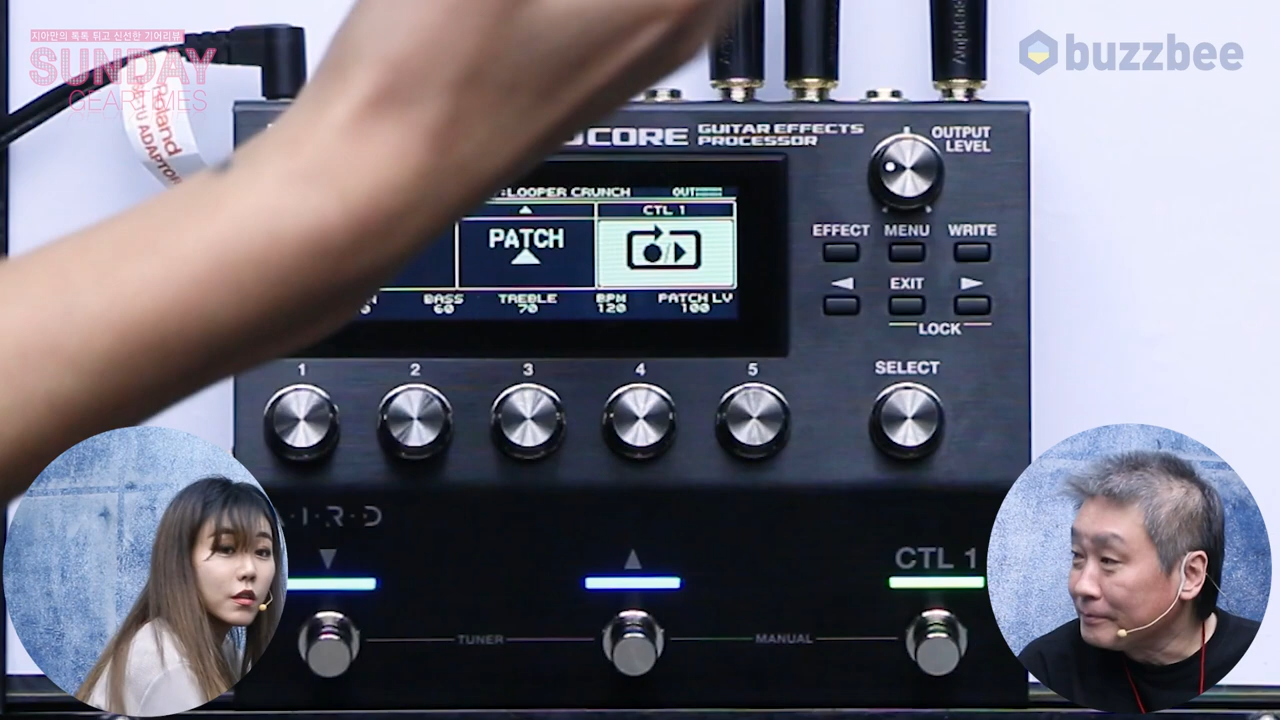 지아만의 톡톡 튀고 신선한 기어리뷰
SUNDAY
GEARTIMES
buzzbee
Roland
ADAPTOR
CORE
GUITAR EFFECTS
PROCESSOR
OUTPUT
LEVEL
:LOOPER CRUNCH
OUT
CTL 1
PATCH
BASS
60
TREBLE
70
BPM
120
PATCH LV
100
EFFECT
MENU
WRITE
EXIT
LOCK
1
2
3
4
5
SELECT
I·R·D
CTL 1
TUNER
MANUAL